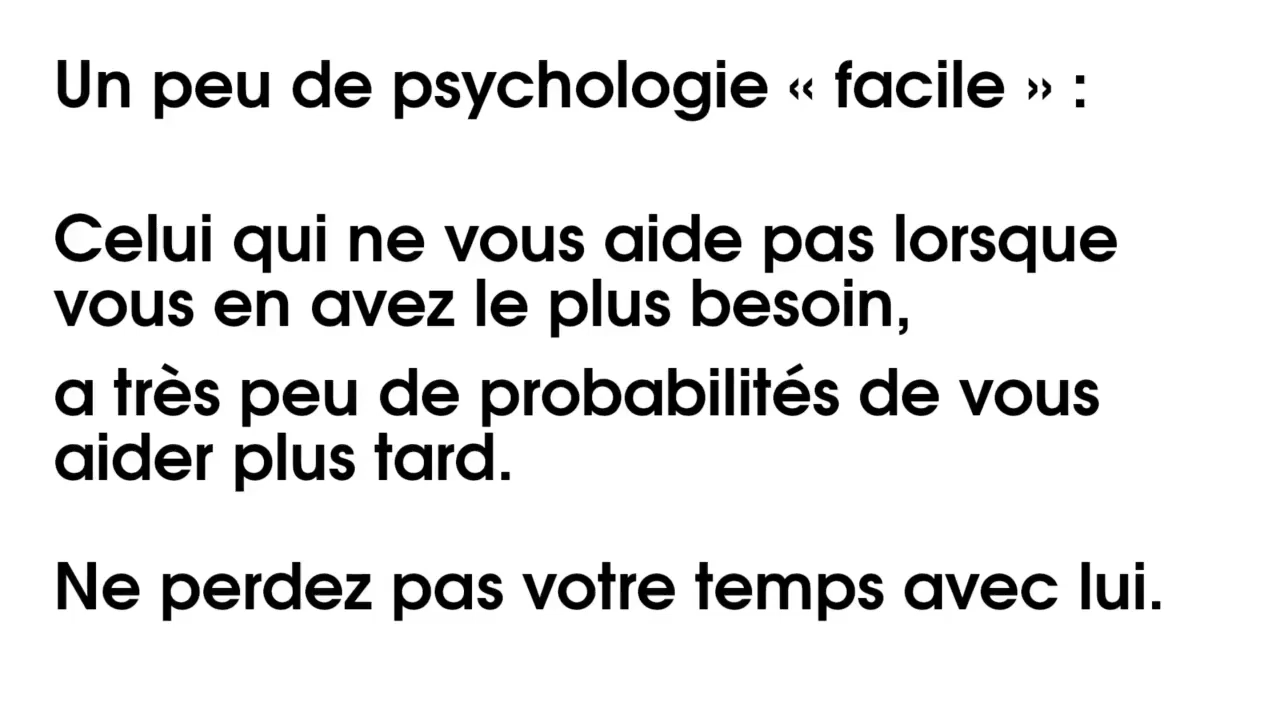 Un peu de psychologie « facile » :
Celui qui ne vous aide pas lorsque
vous en avez le plus besoin,
a très peu de probabilités de vous
aider plus tard.
Ne perdez pas votre temps avec lui.